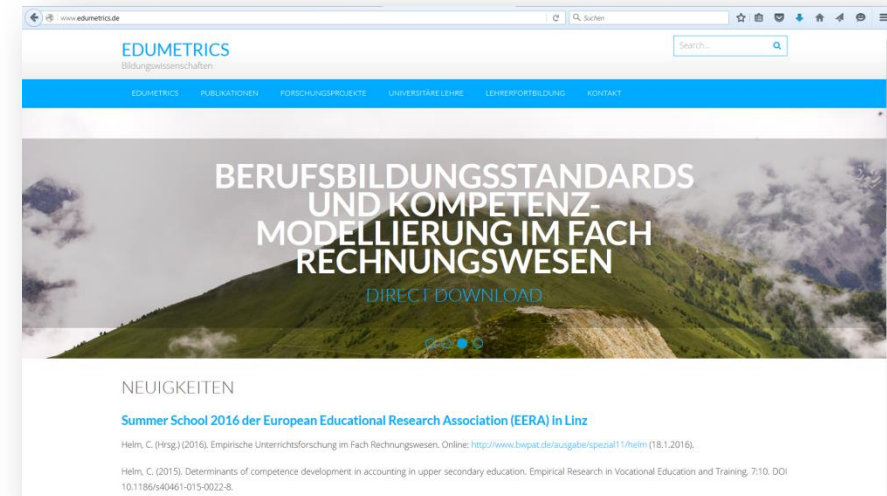 www.edumetrics.de
Suchen
EDUMETRICS
Bildungswissenschaften
Search...
EDUMETRICS PUBLIKATIONEN FORSCHUNGSPROJEKTE UNIVERSITÄRE LEHRE LEHRERFORTBILDUNG KONTAKT
BERUFSBILDUNGSSTANDARDS
UND KOMPETENZ-
MODELLIERUNG IM FACH
RECHNUNGSWESEN
DIRECT DOWNLOAD
NEUIGKEITEN
Summer School 2016 der European Educational Research Association (EERA) in Linz
Helm, C. (Hrsg.) (2016). Empirische Unterrichtsforschung im Fach Rechnungswesen. Online: http://www.bwpat.de/ausgabe/spezial11/helm (18.1.2016).
Helm, C. (2015). Determinants of competence development in accounting in upper secondary education. Empirical Research in Vocational Education and Training. 7:10. DOI
10.1186/s40461-015-0022-8.